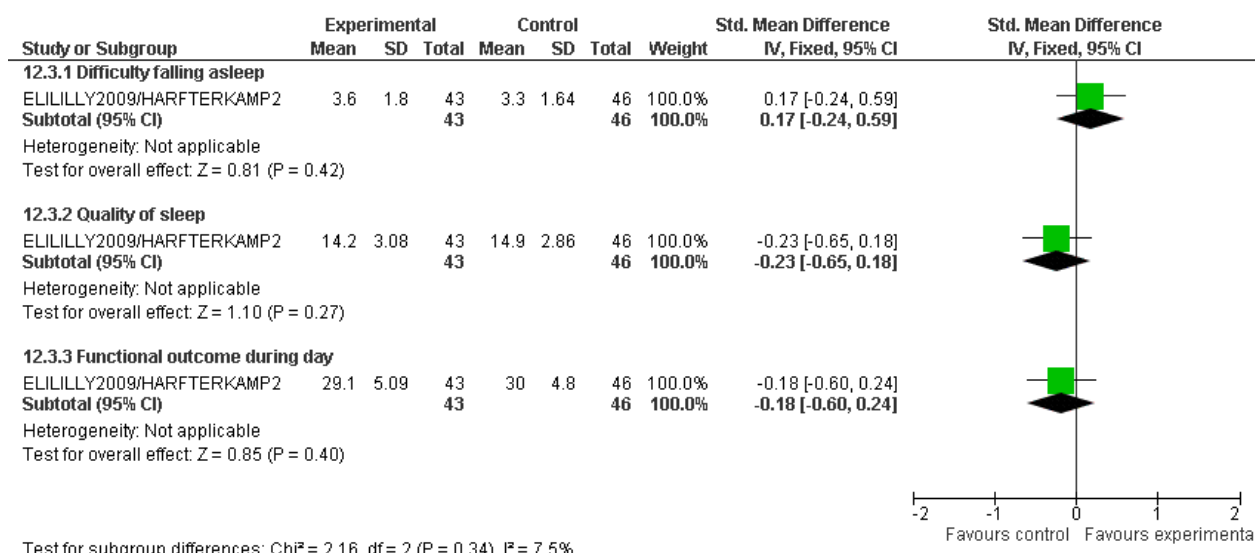 Experimental Control Std. Mean Difference Std. Mean Difference
Study or Subgroup Mean SD Total Mean SD Total Weight IV, Fixed, 95% CI IV, Fixed, 95% CI
12.3.1 Difficulty falling asleep
ELILILLY2009/HARFTERKAMP2 3.6 1.8 43 3.3 1.64 46 100.0% 0.17 [-0.24, 0.59]
Subtotal (95% CI) 43 46 100.0% 0.17 [-0.24, 0.59]
Heterogeneity: Not applicable
Test for overall effect: Z = 0.81 (P = 0.42)
12.3.2 Quality of sleep
ELILILLY2009/HARFTERKAMP2 14.2 3.08 43 14.9 2.86 46 100.0% -0.23 [-0.65, 0.18]
Subtotal (95% CI) 43 46 100.0% -0.23 [-0.65, 0.18]
Heterogeneity: Not applicable
Test for overall effect: Z = 1.10 (P = 0.27)
12.3.3 Functional outcome during day
ELILILLY2009/HARFTERKAMP2 29.1 5.09 43 30 4.8 46 100.0% -0.18 [-0.60, 0.24]
Subtotal (95% CI) 43 46 100.0% -0.18 [-0.60, 0.24]
Heterogeneity: Not applicable
Test for overall effect: Z = 0.85 (P = 0.40)
-2 -1 0 1 2
Favours control Favours experimenta
Test for subgroup differences: Chi² = 2.16, df = 2 (P = 0.34), I² = 7.5%